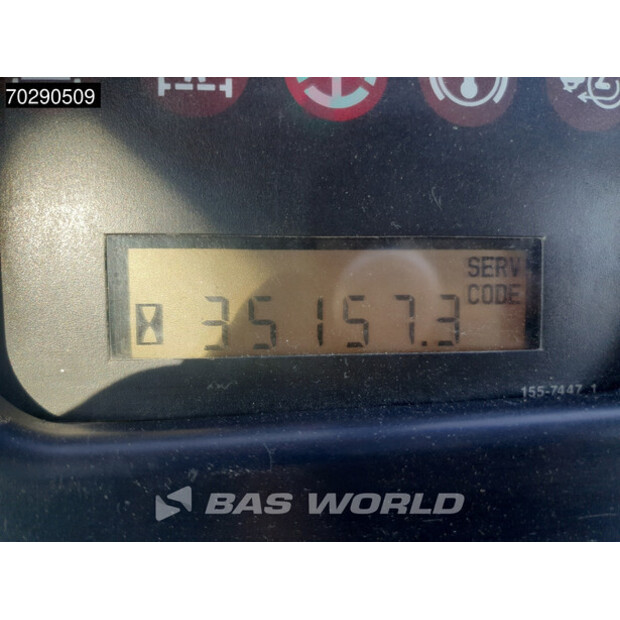 70290509
SERV
CODE
35157.3
155-7447 1
BAS WORLD